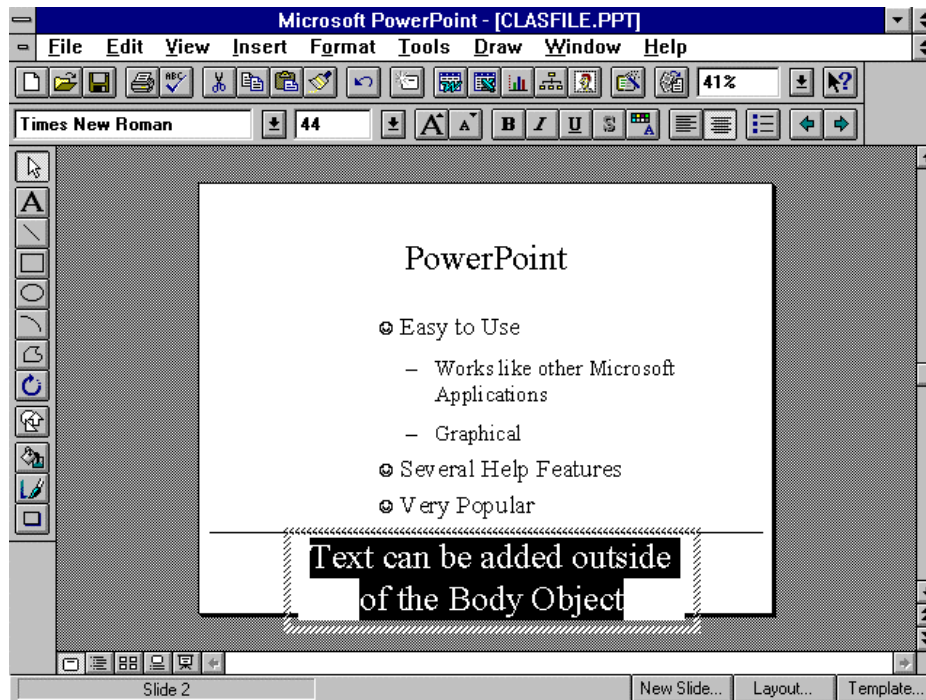 Microsoft PowerPoint - [CLASFILE.PPT]
File Edit View Insert Format Tools Draw Window Help
ABC 41% ?
Times New Roman 44 A A B I U S A
A
PowerPoint
Easy to Use
– Works like other Microsoft
Applications
– Graphical
Several Help Features
Very Popular
Text can be added outside
of the Body Object
Slide 2 New Slide... Layout... Template...